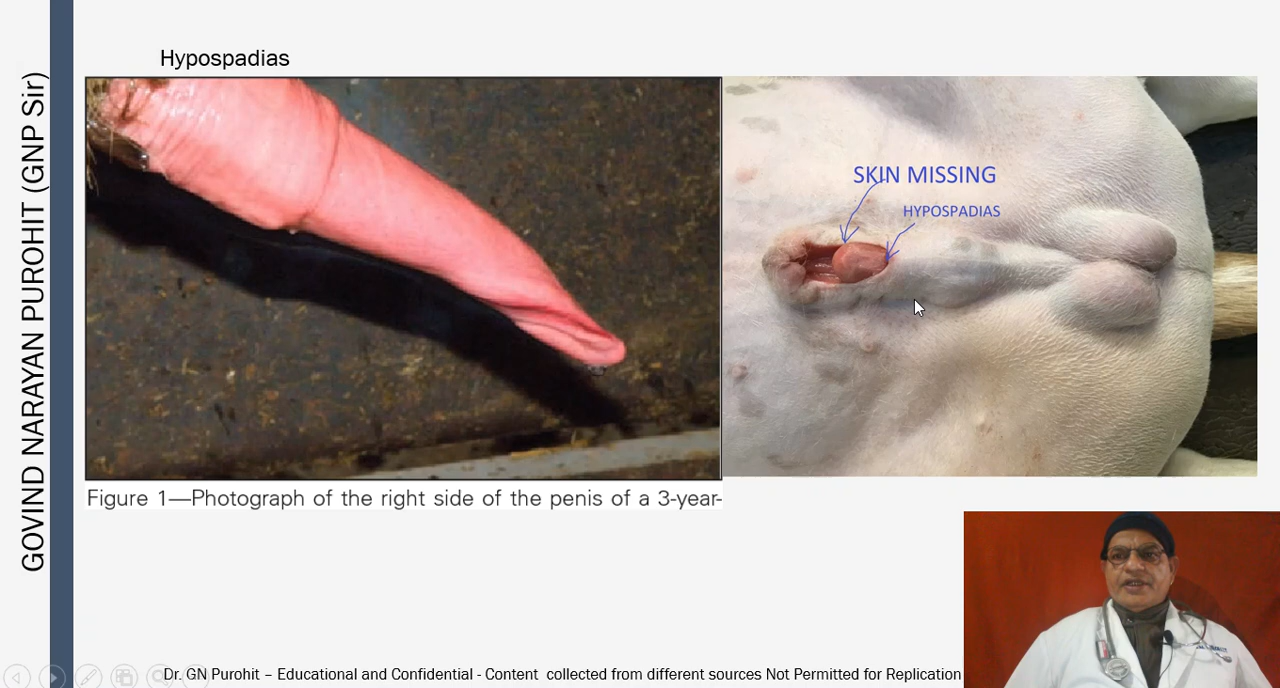 Hypospadias
GOVIND NARAYAN PUROHIT (GNP Sir)
SKIN MISSING
HYPOSPADIAS
Figure 1—Photograph of the right side of the penis of a 3-year-
Dr. GN Purohit – Educational and Confidential - Content collected from different sources Not Permitted for Replication